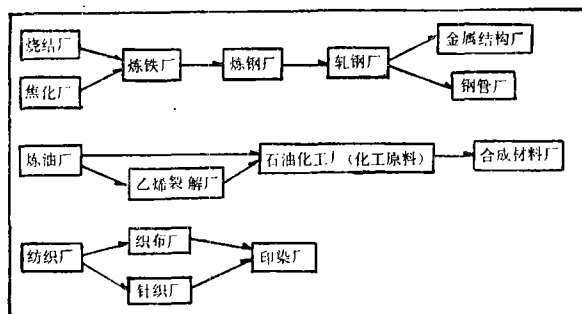 烧结厂
焦化厂
炼铁厂
炼钢厂
轧钢厂
金属结构厂
钢管厂
炼油厂
乙烯裂解厂
石油化工厂（化工原料）
合成材料厂
纺织厂
织布厂
针织厂
印染厂